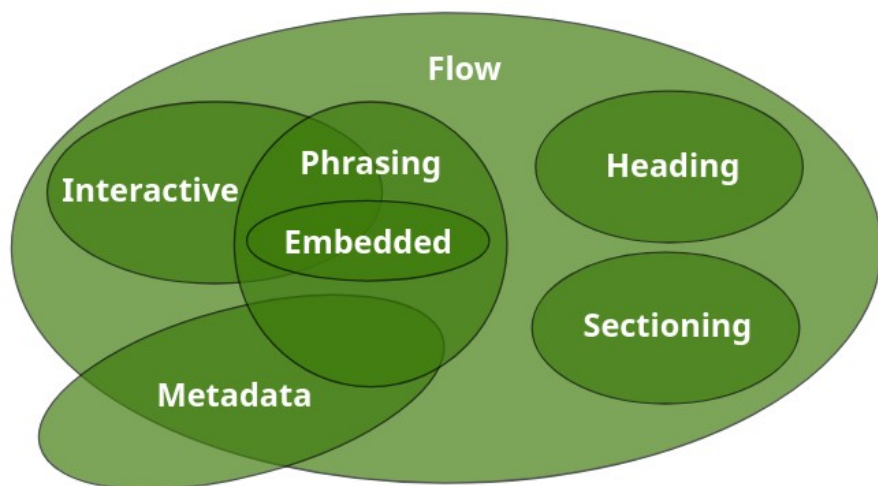 Flow
Phrasing
Heading
Interactive
Embedded
Sectioning
Metadata